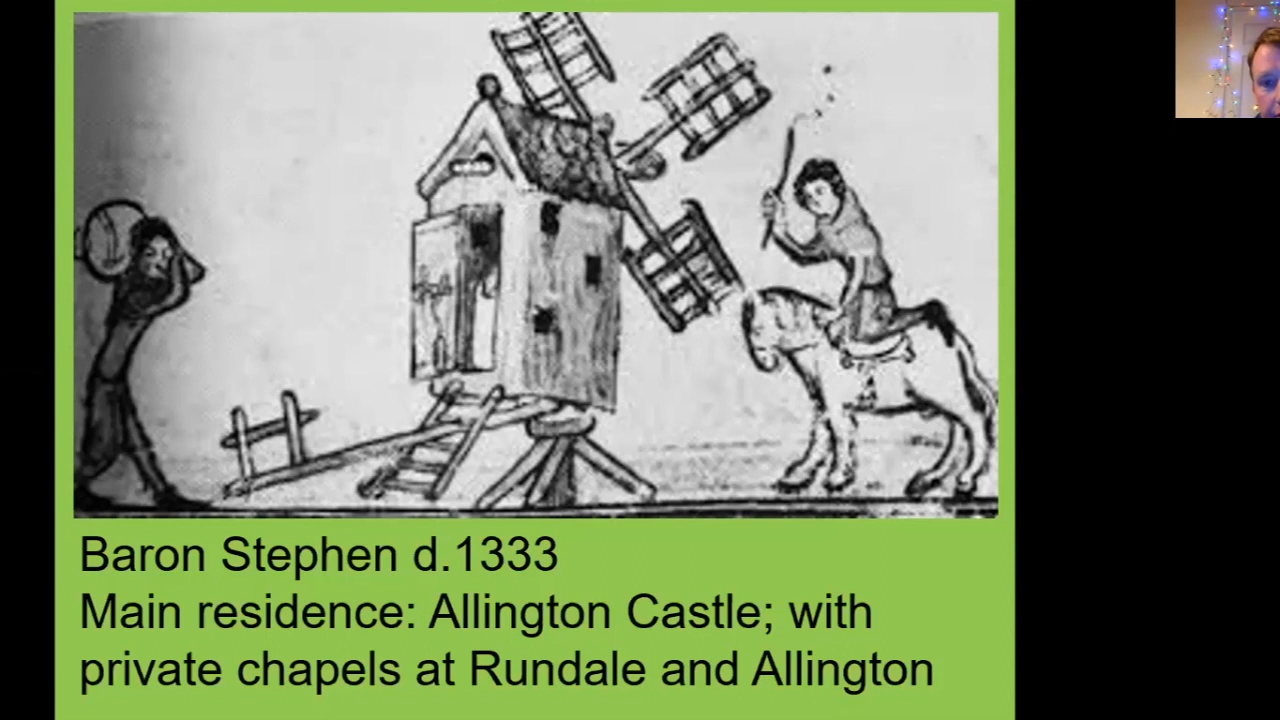 Baron Stephen d.1333
Main residence: Allington Castle; with
private chapels at Rundale and Allington